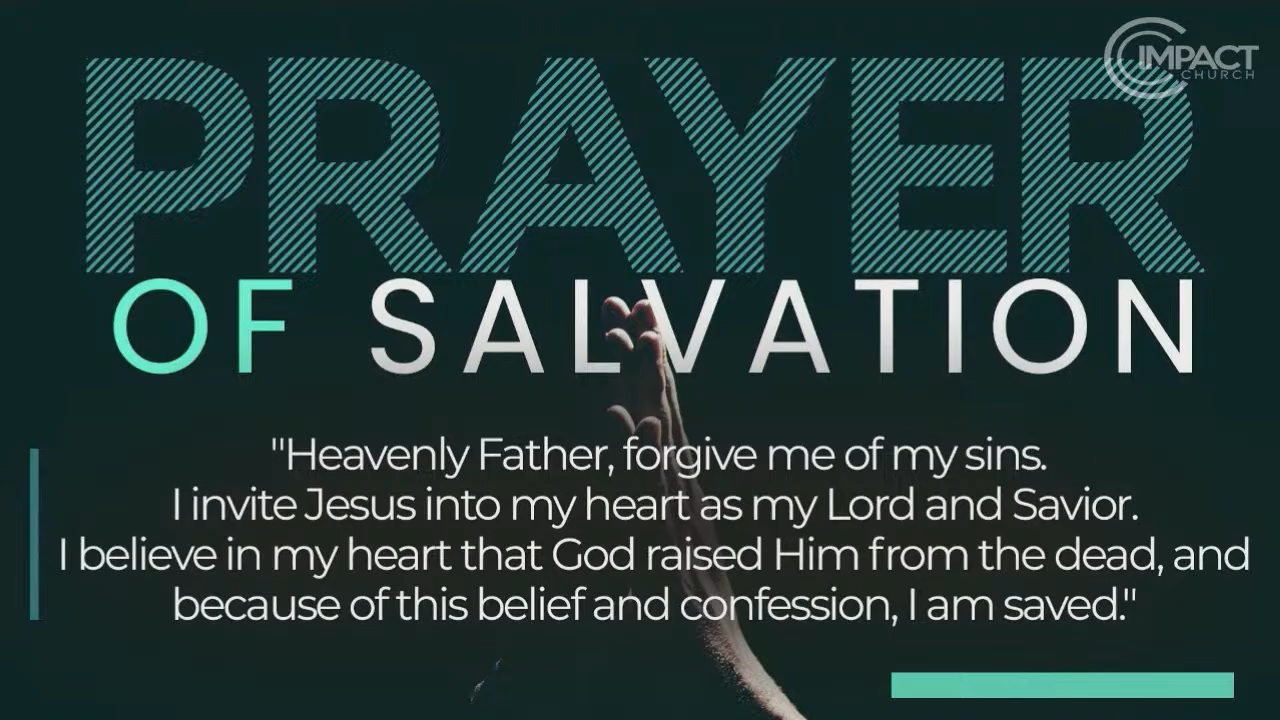 IMPACT
CHURCH
PRAYER
OF SALVATION
"Heavenly Father, forgive me of my sins.
I invite Jesus into my heart as my Lord and Savior.
I believe in my heart that God raised Him from the dead, and
because of this belief and confession, I am saved."